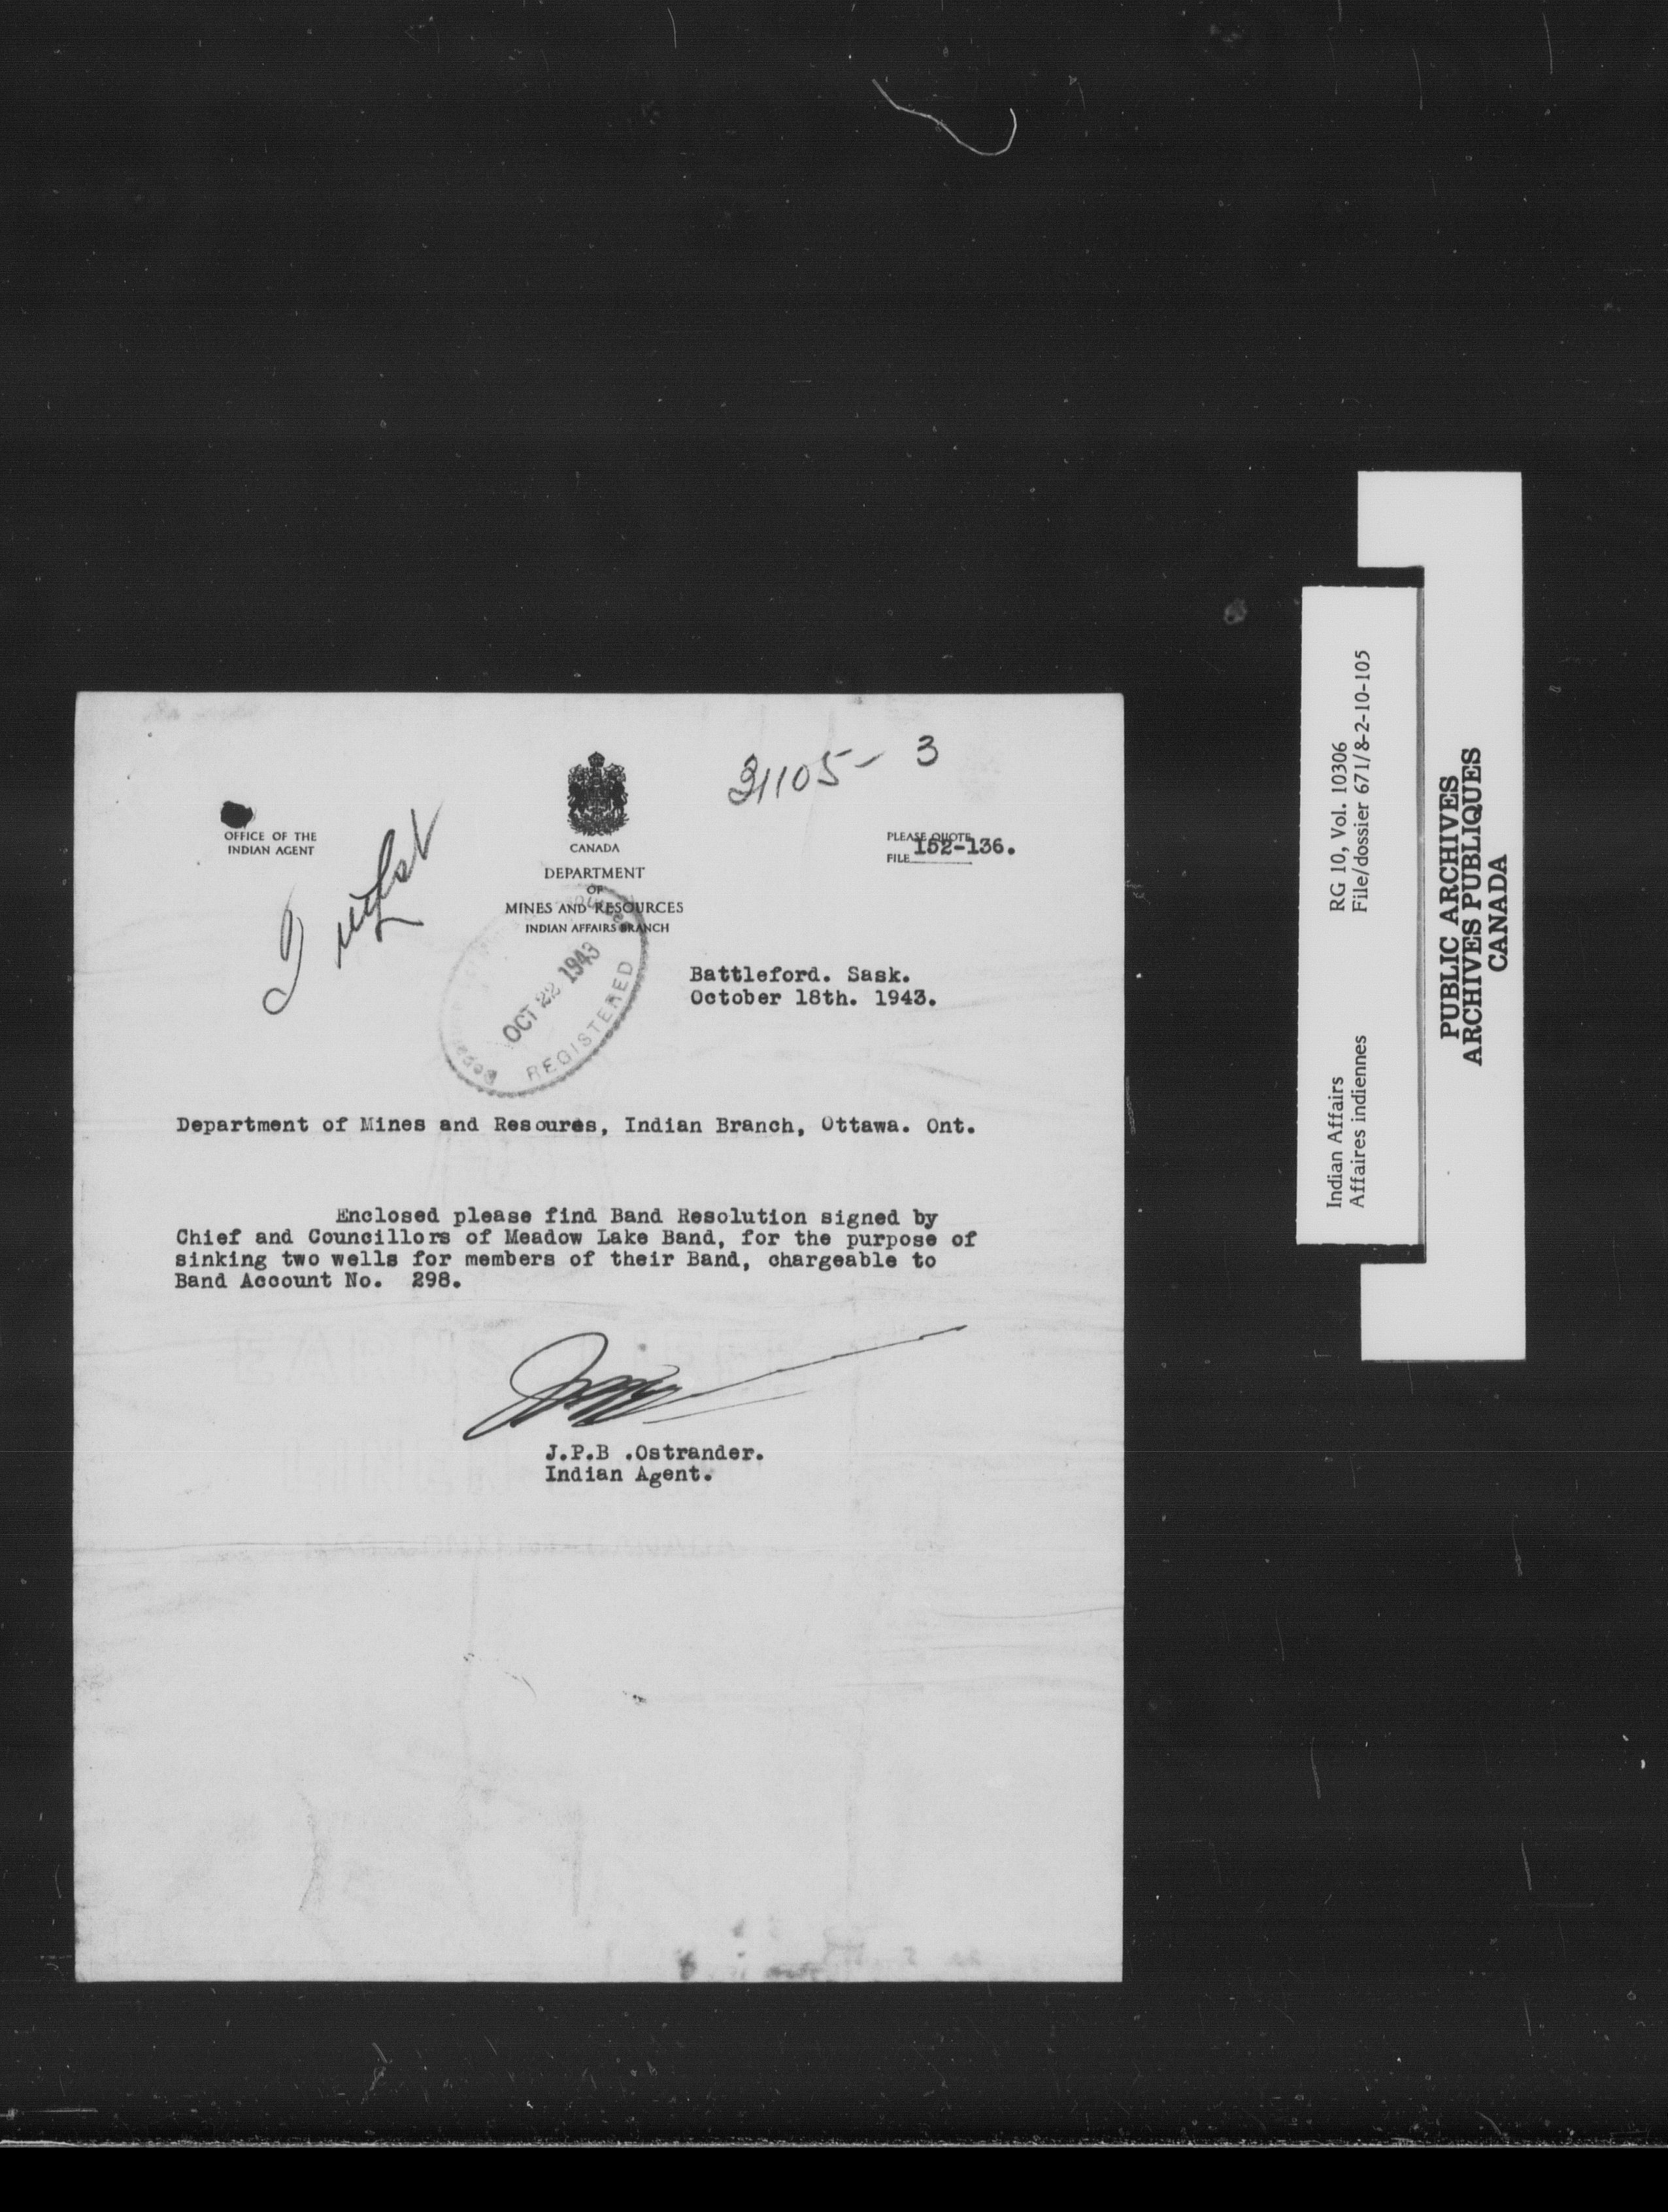 31105- 3
OFFICE OF THE
INDIAN AGENT
CANADA
PLEASE QUOTE
FILE 152-136.
DEPARTMENT
OF
MINES AND RESOURCES
INDIAN AFFAIRS BRANCH
OCT 22 1943
REGISTERED
Battleford. Sask.
October 18th. 1943.
Department of Mines and Resoures, Indian Branch, Ottawa. Ont.
Enclosed please find Band Resolution signed by
Chief and Councillors of Meadow Lake Band, for the purpose of
sinking two wells for members of their Band, chargeable to
Band Account No. 298.
J.P.B .Ostrander.
Indian Agent.
Indian Affairs RG 10, Vol. 10306
Affaires indiennes File/dossier 671/8-2-10-105
PUBLIC ARCHIVES
ARCHIVES PUBLIQUES
CANADA